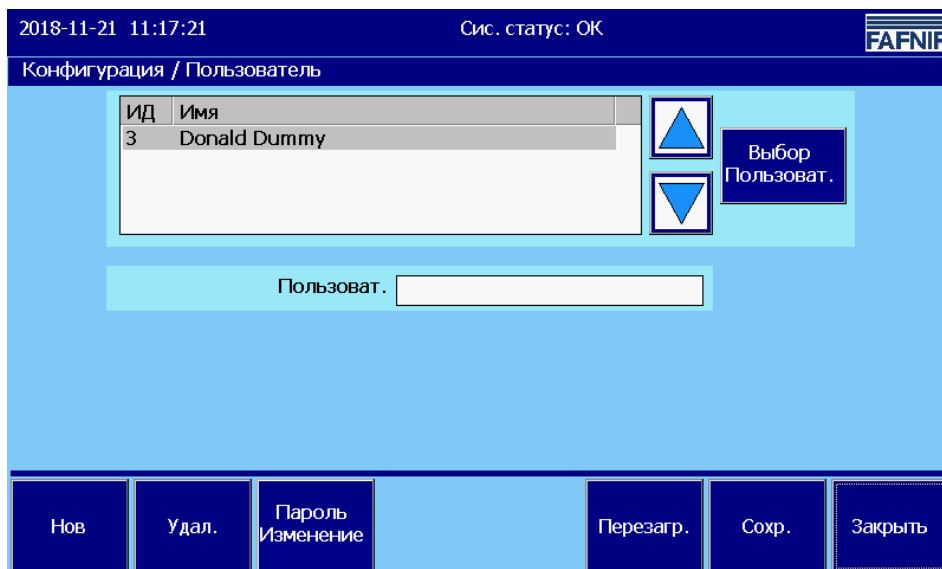 2018-11-21 11:17:21 Сис. статус: OK FAFNIR
Конфигурация / Пользователь
ИД Имя
3 Donald Dummy
Выбор
Пользоват.
Пользоват.
Нов
Удал.
Пароль
Изменение
Перезагр.
Сохр.
Закрыть